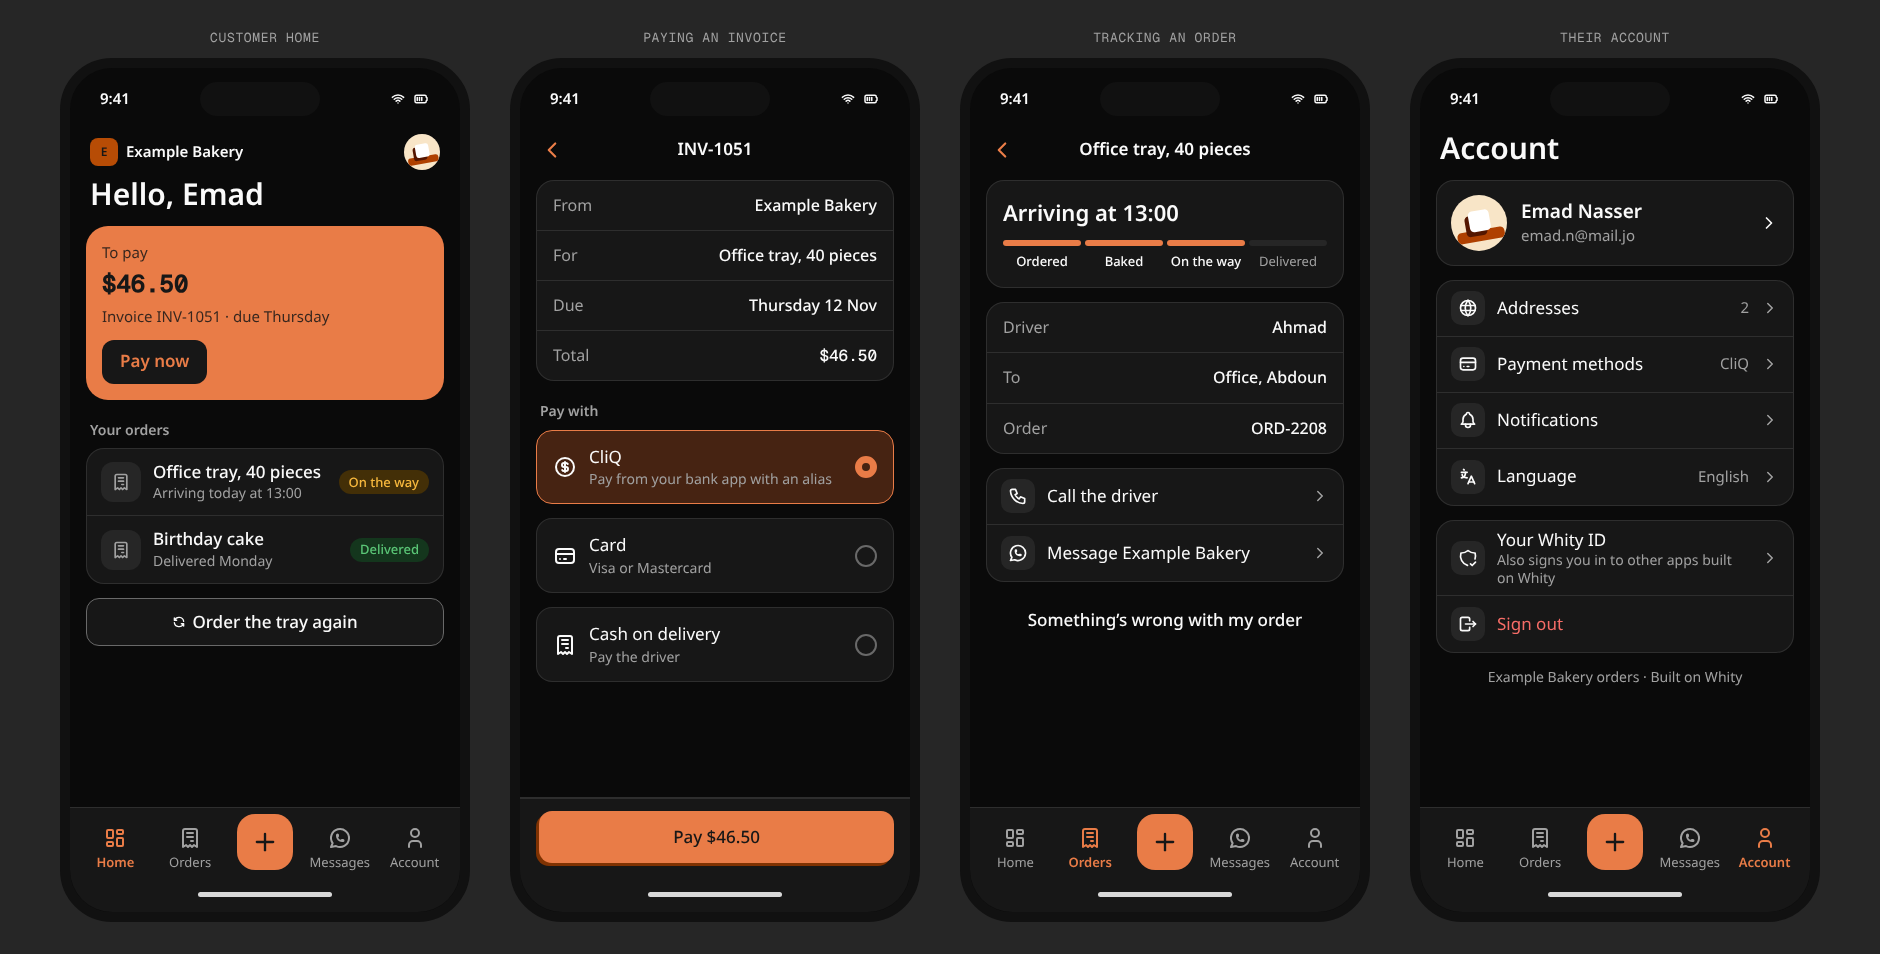 CUSTOMER HOME
9:41
E Example Bakery
Hello, Emad
To pay
$46.50
Invoice INV-1051 · due Thursday
Pay now
Your orders
Office tray, 40 pieces
Arriving today at 13:00
On the way
Birthday cake
Delivered Monday
Delivered
Order the tray again
Home Orders Messages Account
PAYING AN INVOICE
9:41
INV-1051
From Example Bakery
For Office tray, 40 pieces
Due Thursday 12 Nov
Total $46.50
Pay with
CliQ
Pay from your bank app with an alias
Card
Visa or Mastercard
Cash on delivery
Pay the driver
Pay $46.50
TRACKING AN ORDER
9:41
Office tray, 40 pieces
Arriving at 13:00
Ordered Baked On the way Delivered
Driver Ahmad
To Office, Abdoun
Order ORD-2208
Call the driver
Message Example Bakery
Something’s wrong with my order
Home Orders Messages Account
THEIR ACCOUNT
9:41
Account
Emad Nasser
emad.n@mail.jo
Addresses 2
Payment methods CliQ
Notifications
Language English
Your Whity ID
Also signs you in to other apps built
on Whity
Sign out
Example Bakery orders · Built on Whity
Home Orders Messages Account